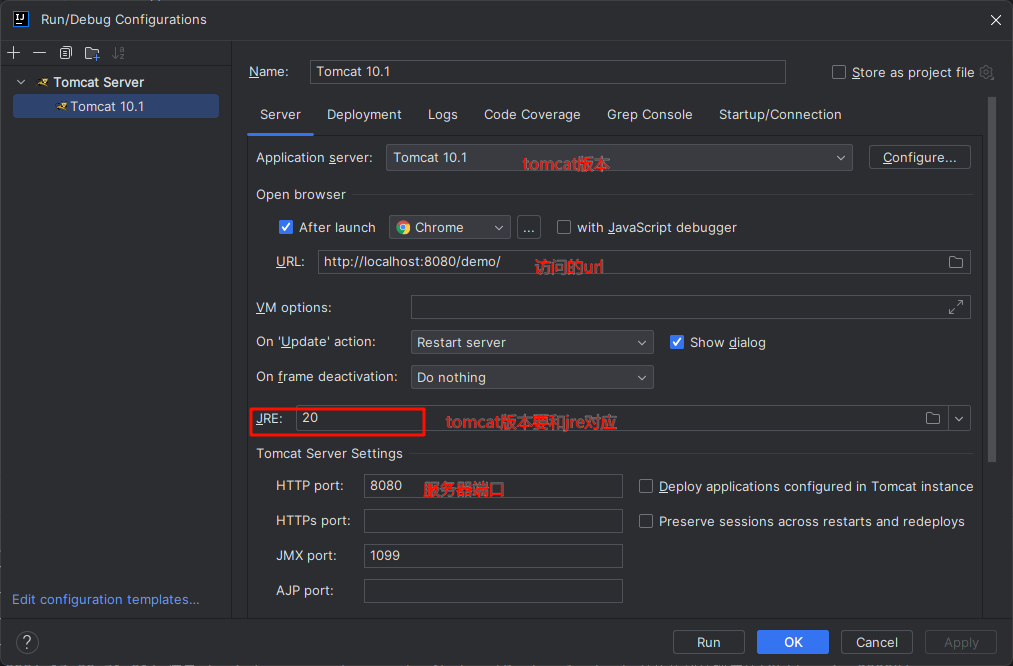 Run/Debug Configurations
Tomcat Server
Tomcat 10.1
Name: Tomcat 10.1 Store as project file
Server Deployment Logs Code Coverage Grep Console Startup/Connection
Application server: Tomcat 10.1 tomcat版本 Configure...
Open browser
After launch Chrome ... with JavaScript debugger
URL: http://localhost:8080/demo/ 访问的url
VM options:
On 'Update' action: Restart server Show dialog
On frame deactivation: Do nothing
JRE: 20 tomcat版本要和jre对应
Tomcat Server Settings
HTTP port: 8080 服务器端口 Deploy applications configured in Tomcat instance
HTTPs port: Preserve sessions across restarts and redeploys
JMX port: 1099
AJP port:
Edit configuration templates...
? Run OK Cancel Apply